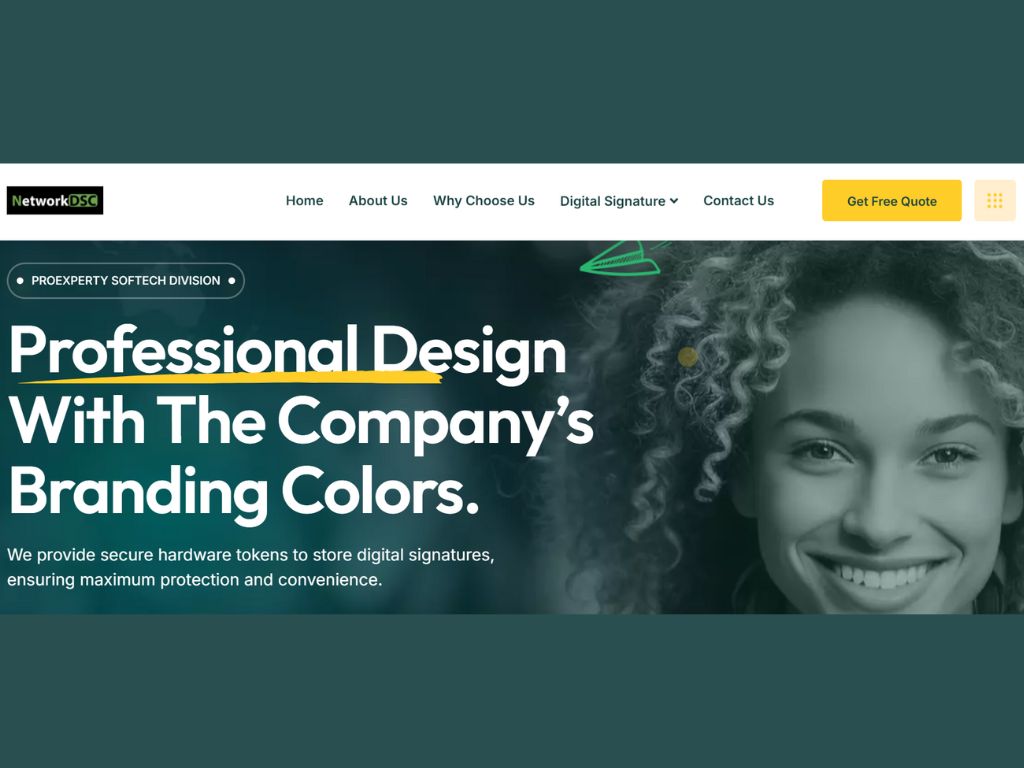 NetworkDSC
Home
About Us
Why Choose Us
Digital Signature
Contact Us
Get Free Quote
PROEXPERTY SOFTECH DIVISION
Professional Design
With The Company’s
Branding Colors.
We provide secure hardware tokens to store digital signatures,
ensuring maximum protection and convenience.